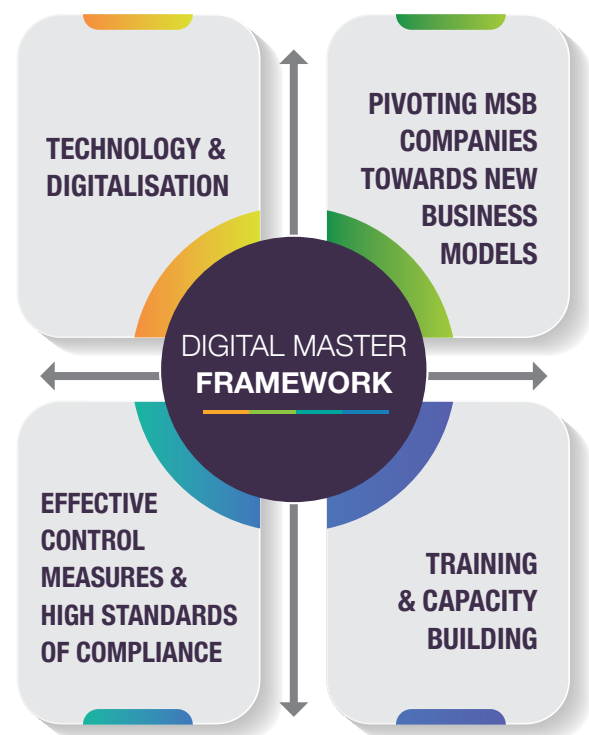 TECHNOLOGY &
DIGITALISATION
PIVOTING MSB
COMPANIES
TOWARDS NEW
BUSINESS
MODELS
DIGITAL MASTER
FRAMEWORK
EFFECTIVE
CONTROL
MEASURES &
HIGH STANDARDS
OF COMPLIANCE
TRAINING
& CAPACITY
BUILDING